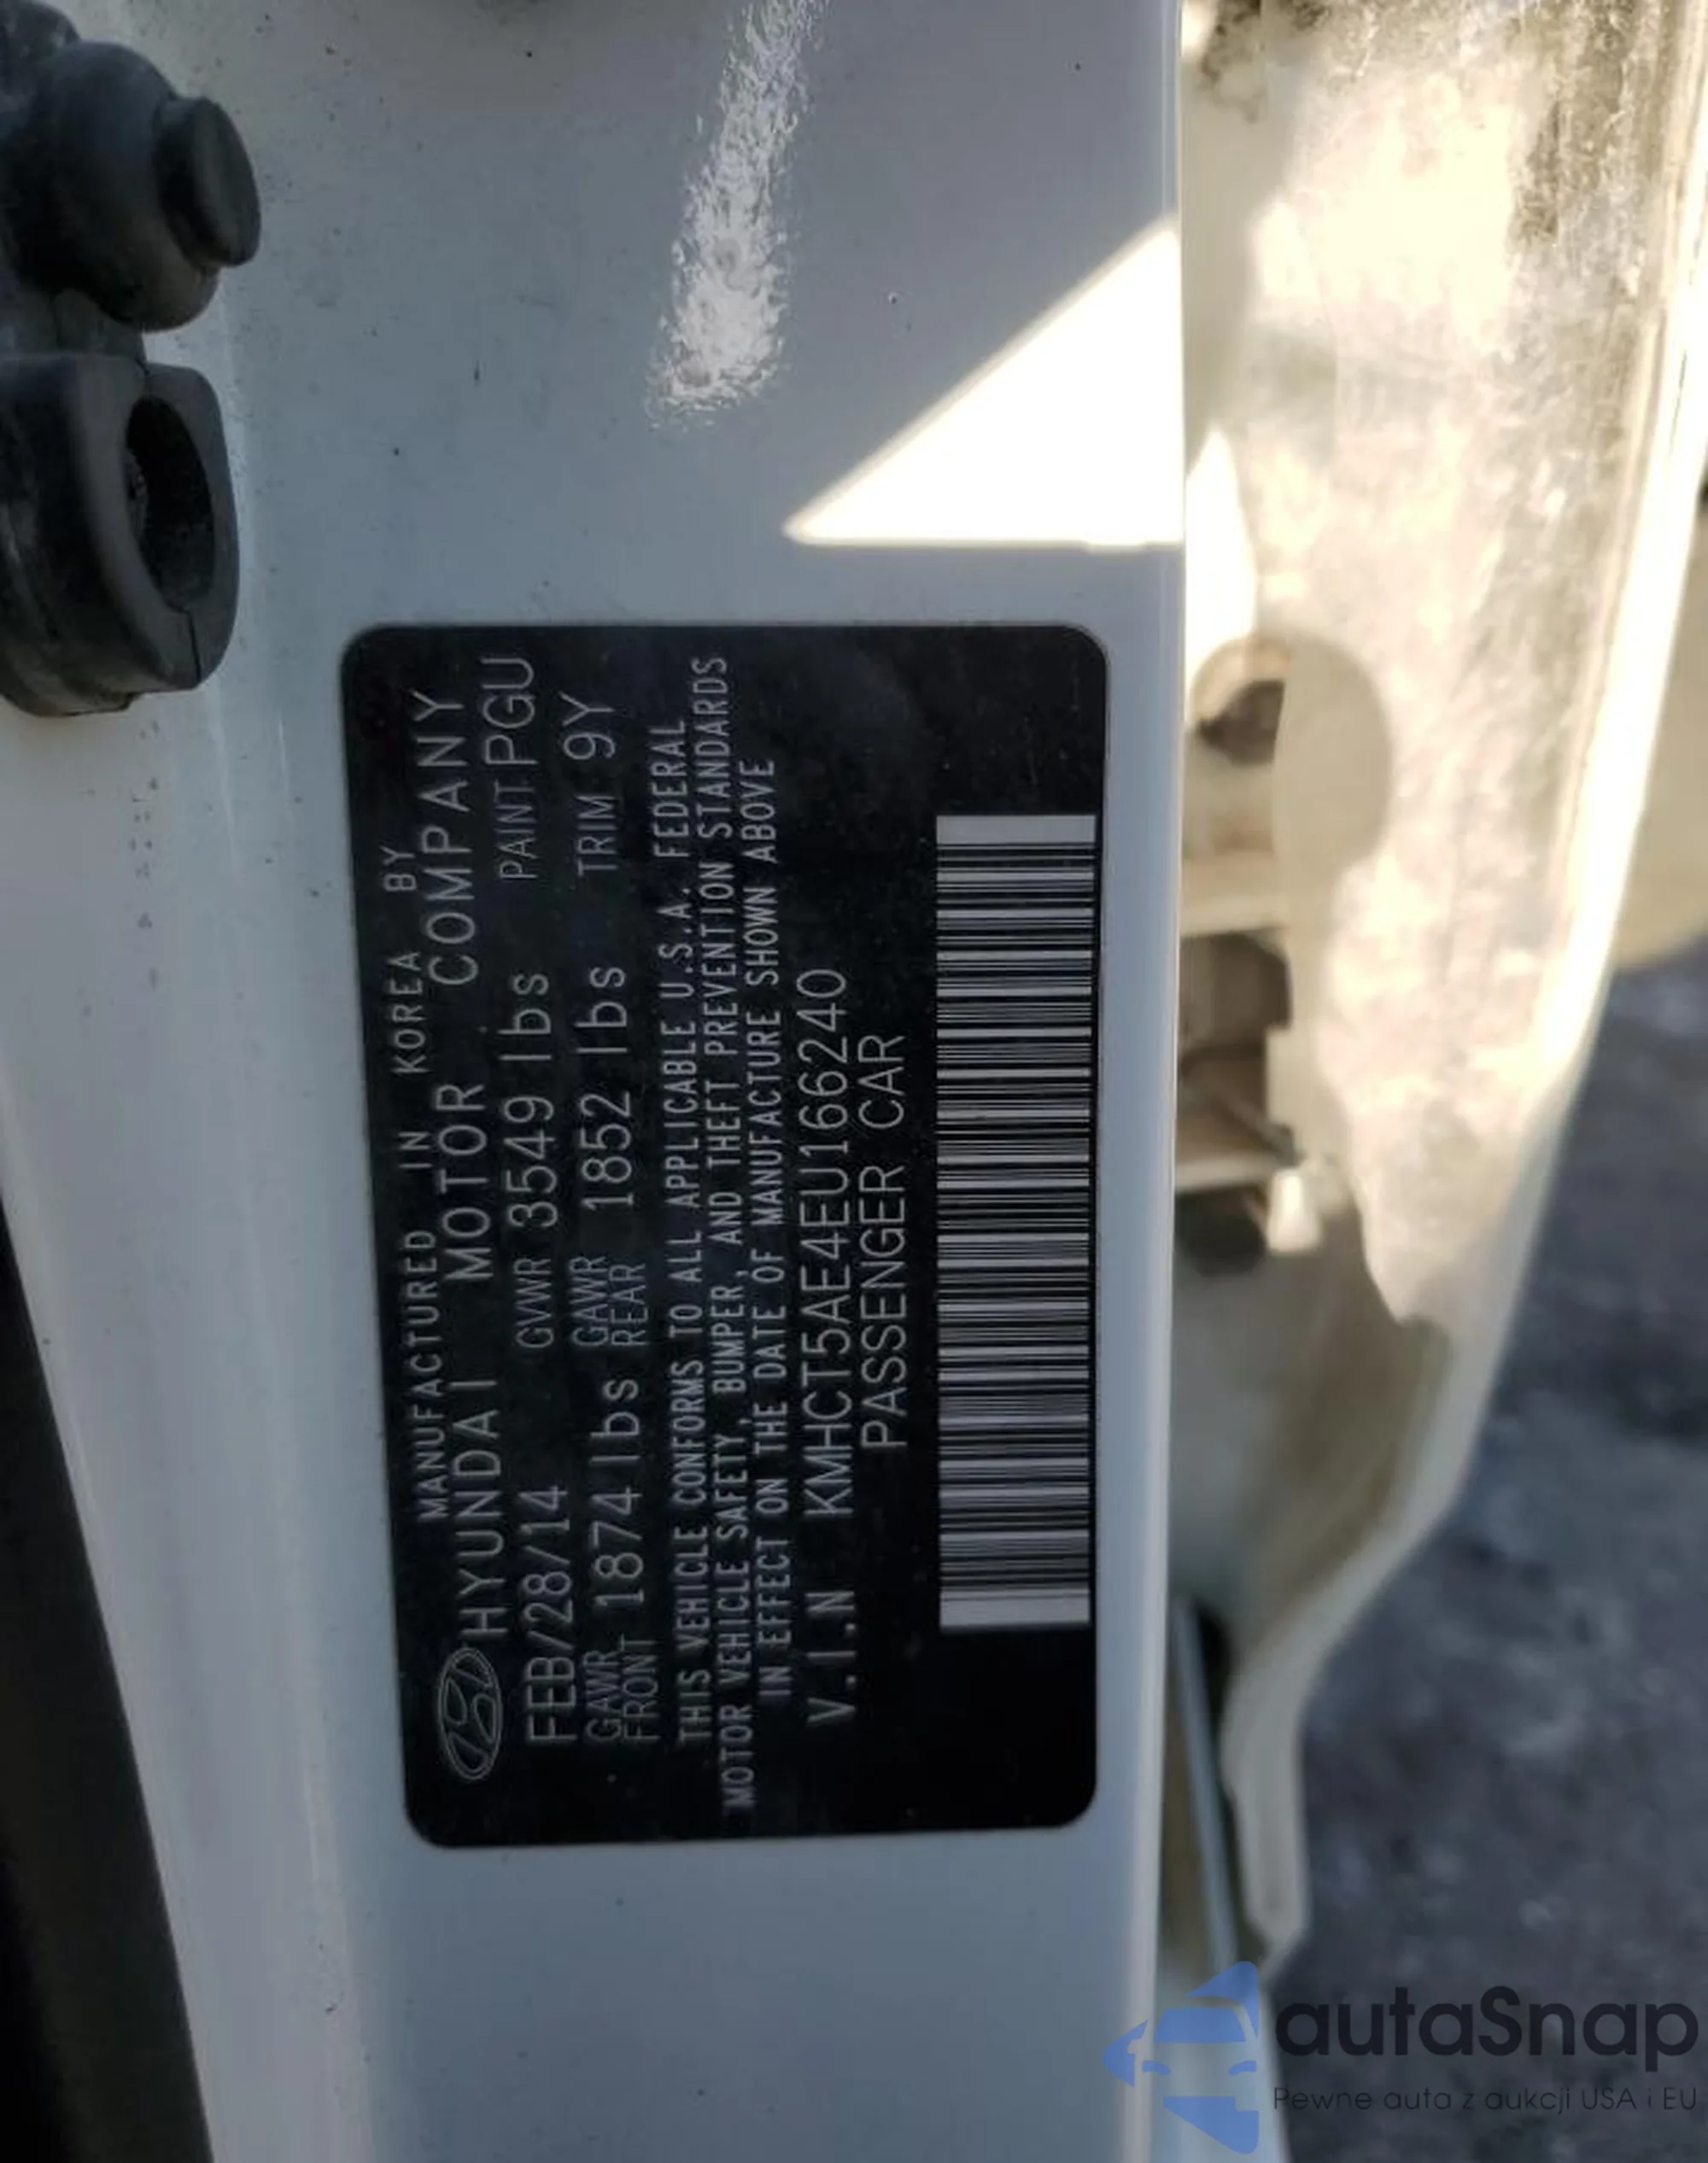 MANUFACTURED IN KOREA BY
HYUNDAI MOTOR COMPANY
FEB/28/14 GVWR 3549 lbs PAINT PGU
GAWR FRONT 1874 lbs GAWR REAR 1852 lbs TRIM 9Y
THIS VEHICLE CONFORMS TO ALL APPLICABLE U.S.A. FEDERAL
MOTOR VEHICLE SAFETY, BUMPER, AND THEFT PREVENTION STANDARDS
IN EFFECT ON THE DATE OF MANUFACTURE SHOWN ABOVE
V.I.N KMHCT5AE4EU166240
PASSENGER CAR
autaSnap
Pewne auta z aukcji USA i EU